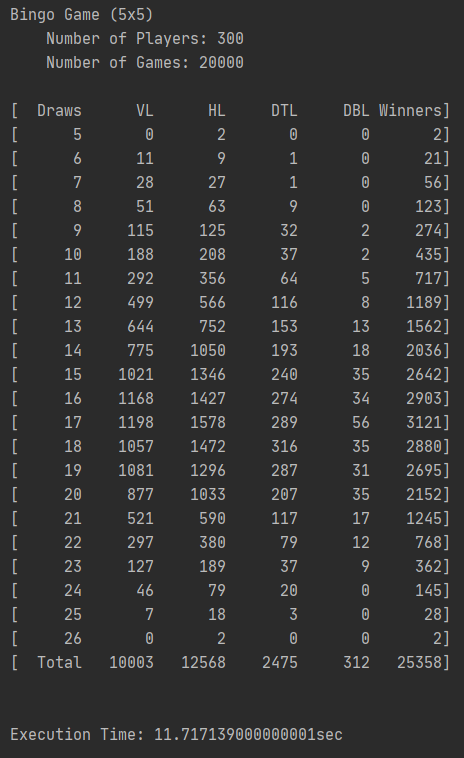 Bingo Game (5x5)
    Number of Players: 300
    Number of Games: 20000

[  Draws      VL      HL     DTL     DBL Winners]
[      5       0       2       0       0       2]
[      6      11       9       1       0      21]
[      7      28      27       1       0      56]
[      8      51      63       9       0     123]
[      9     115     125      32       2     274]
[     10     188     208      37       2     435]
[     11     292     356      64       5     717]
[     12     499     566     116       8    1189]
[     13     644     752     153      13    1562]
[     14     775    1050     193      18    2036]
[     15    1021    1346     240      35    2642]
[     16    1168    1427     274      34    2903]
[     17    1198    1578     289      56    3121]
[     18    1057    1472     316      35    2880]
[     19    1081    1296     287      31    2695]
[     20     877    1033     207      35    2152]
[     21     521     590     117      17    1245]
[     22     297     380      79      12     768]
[     23     127     189      37       9     362]
[     24      46      79      20       0     145]
[     25       7      18       3       0      28]
[     26       0       2       0       0       2]
[  Total   10003   12568    2475     312   25358]

Execution Time: 11.717139000000001sec